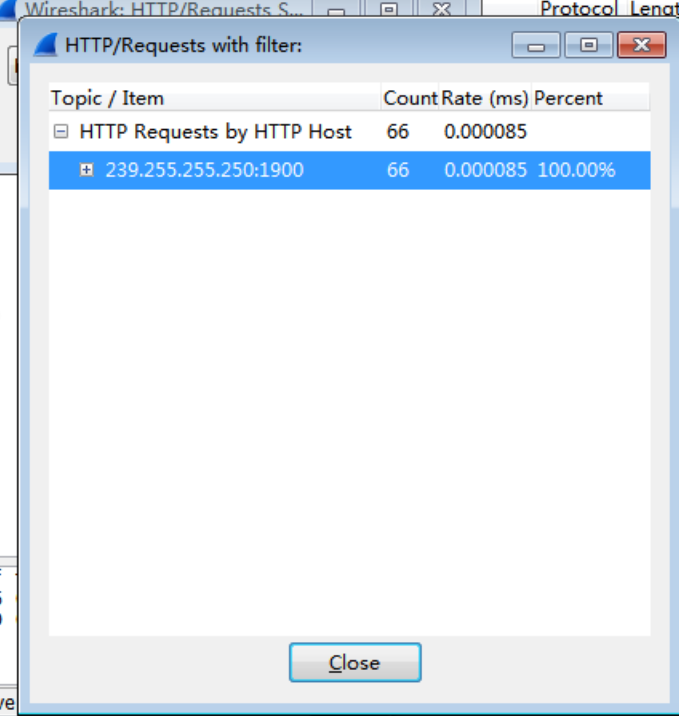 Wireshark: HTTP/Requests S...
Protocol Lengt
HTTP/Requests with filter:
Topic / Item Count Rate (ms) Percent
HTTP Requests by HTTP Host 66 0.000085
239.255.255.250:1900 66 0.000085 100.00%
Close